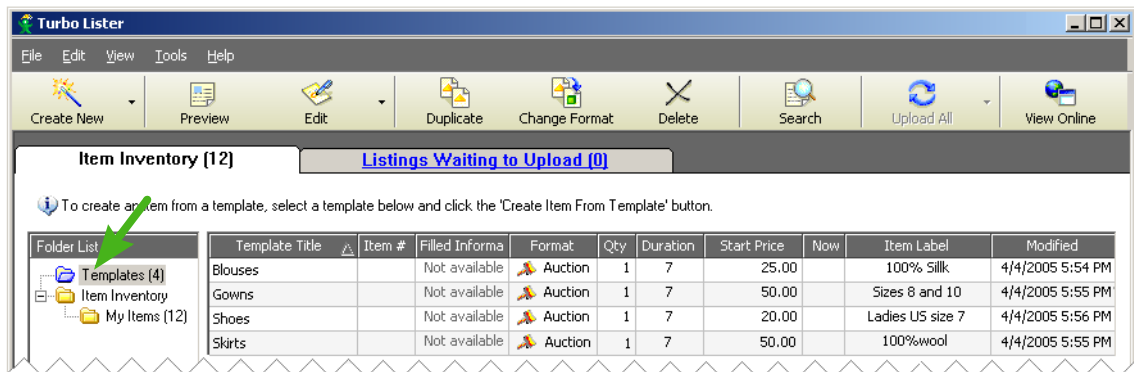 Turbo Lister
File Edit View Tools Help
Create New Preview Edit Duplicate Change Format Delete Search Upload All View Online
Item Inventory (12) Listings Waiting to Upload (0)
To create an item from a template, select a template below and click the 'Create Item From Template' button.
Folder List Template Title Item # Filled Informa Format Qty Duration Start Price Now Item Label Modified
Templates (4) Blouses Not available Auction 1 7 25.00 100% Sillk 4/4/2005 5:54 PM
Item Inventory Gowns Not available Auction 1 7 50.00 Sizes 8 and 10 4/4/2005 5:55 PM
My Items (12) Shoes Not available Auction 1 7 20.00 Ladies US size 7 4/4/2005 5:56 PM
Skirts Not available Auction 1 7 50.00 100%wool 4/4/2005 5:55 PM